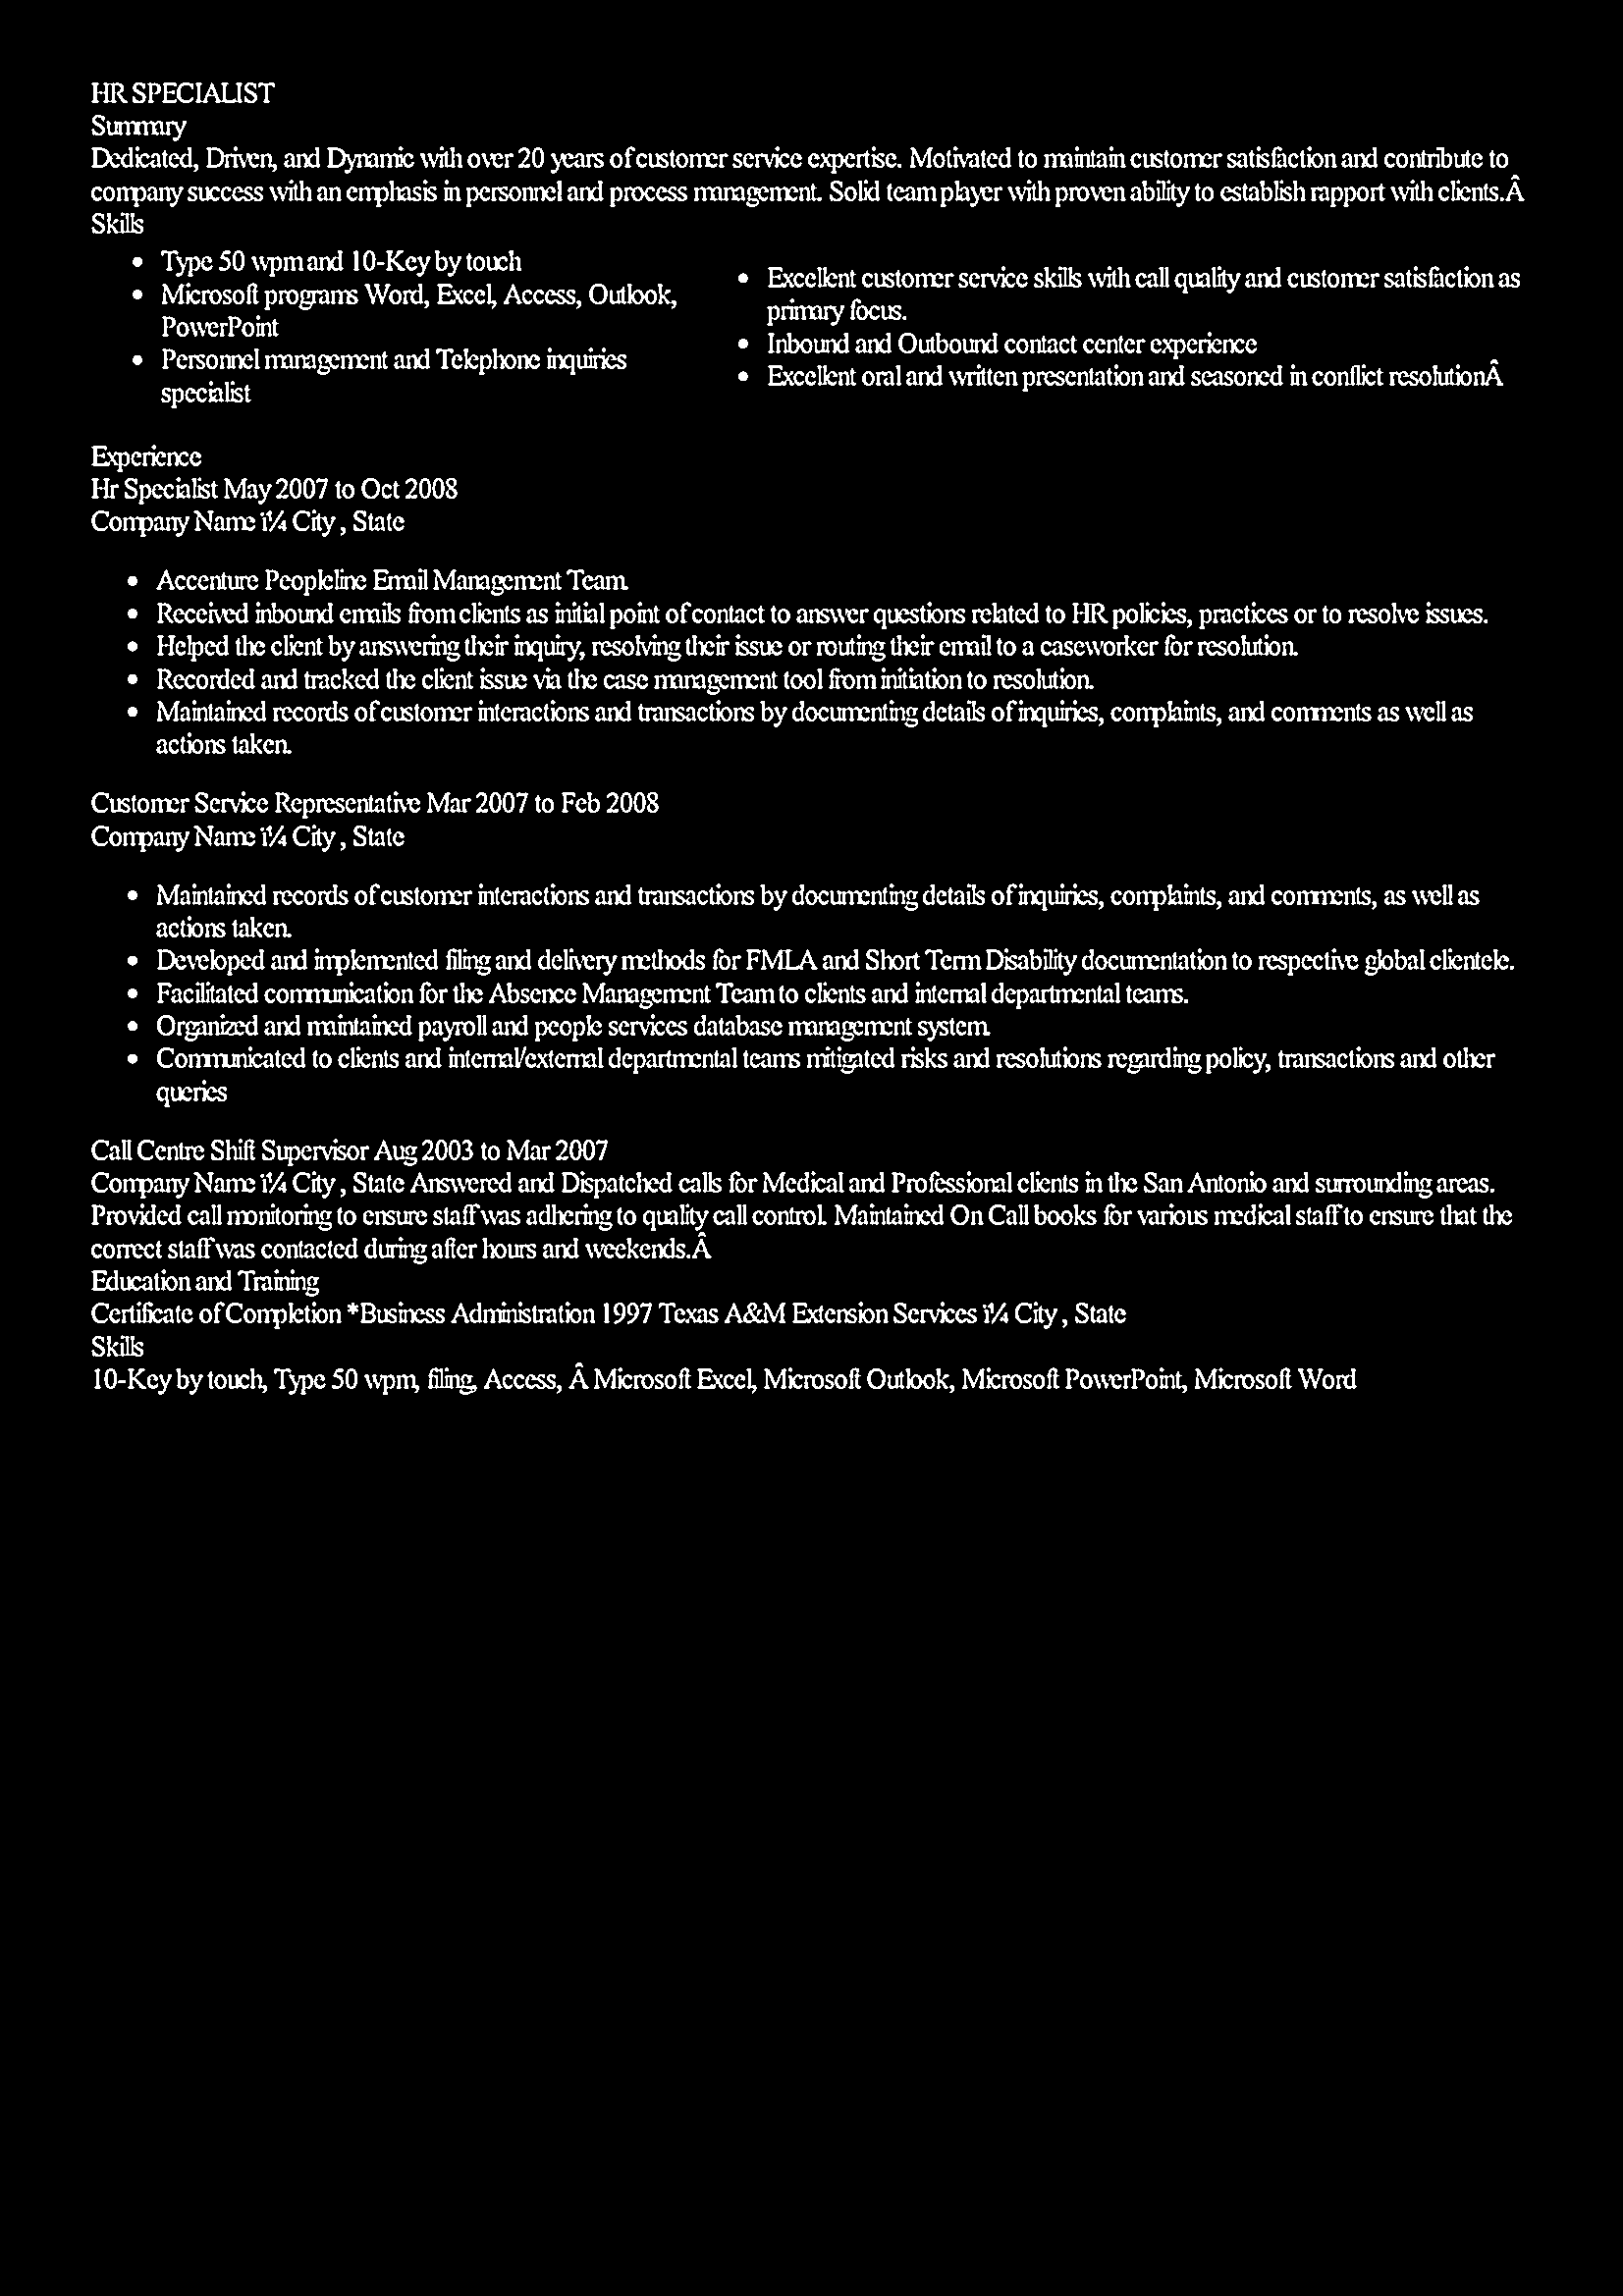 HR SPECIALIST
Summary
Dedicated, Driven, and Dynamic with over 20 years of customer service expertise. Motivated to maintain customer satisfaction and contribute to
company success with an emphasis in personnel and process management. Solid team player with proven ability to establish rapport with clients.Â
Skills
• Type 50 wpm and 10-Key by touch
• Microsoft programs Word, Excel, Access, Outlook,
PowerPoint
• Personnel management and Telephone inquiries
specialist
• Excellent customer service skills with call quality and customer satisfaction as
primary focus.
• Inbound and Outbound contact center experience
• Excellent oral and written presentation and seasoned in conflict resolutionÂ
Experience
Hr Specialist May 2007 to Oct 2008
Company Name ï¼ City , State
• Accenture Peopleline Email Management Team.
• Received inbound emails from clients as initial point of contact to answer questions related to HR policies, practices or to resolve issues.
• Helped the client by answering their inquiry, resolving their issue or routing their email to a caseworker for resolution.
• Recorded and tracked the client issue via the case management tool from initiation to resolution.
• Maintained records of customer interactions and transactions by documenting details of inquiries, complaints, and comments as well as
actions taken.
Customer Service Representative Mar 2007 to Feb 2008
Company Name ï¼ City , State
• Maintained records of customer interactions and transactions by documenting details of inquiries, complaints, and comments, as well as
actions taken.
• Developed and implemented filing and delivery methods for FMLA and Short Term Disability documentation to respective global clientele.
• Facilitated communication for the Absence Management Team to clients and internal departmental teams.
• Organized and maintained payroll and people services database management system.
• Communicated to clients and internal/external departmental teams mitigated risks and resolutions regarding policy, transactions and other
queries
Call Centre Shift Supervisor Aug 2003 to Mar 2007
Company Name ï¼ City , State Answered and Dispatched calls for Medical and Professional clients in the San Antonio and surrounding areas.
Provided call monitoring to ensure staff was adhering to quality call control. Maintained On Call books for various medical staff to ensure that the
correct staff was contacted during after hours and weekends.Â
Education and Training
Certificate of Completion *Business Administration 1997 Texas A&M Extension Services ï¼ City , State
Skills
10-Key by touch, Type 50 wpm, filing, Access, Â Microsoft Excel, Microsoft Outlook, Microsoft PowerPoint, Microsoft Word